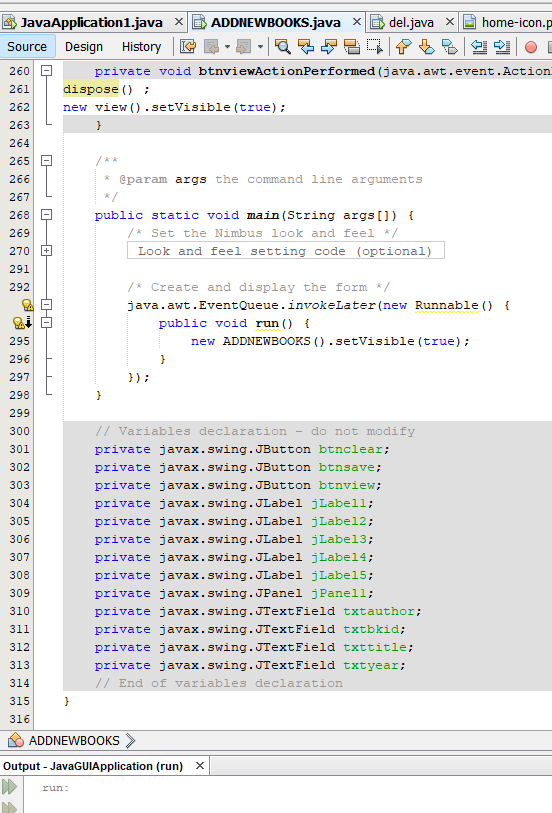 JavaApplication1.java × ADDNEWBOOKS.java × del.java × home-icon.p
Source Design History
260 private void btnviewActionPerformed(java.awt.event.Action
261 dispose() ;
262 new view().setVisible(true);
263 }
264
265 /**
266 * @param args the command line arguments
267 */
268 public static void main(String args[]) {
269 /* Set the Nimbus look and feel */
270 Look and feel setting code (optional)
291
292 /* Create and display the form */
java.awt.EventQueue.invokeLater(new Runnable() {
public void run() {
295 new ADDNEWBOOKS().setVisible(true);
296 }
297 });
298 }
299
300 // Variables declaration - do not modify
301 private javax.swing.JButton btnclear;
302 private javax.swing.JButton btnsave;
303 private javax.swing.JButton btnview;
304 private javax.swing.JLabel jLabel1;
305 private javax.swing.JLabel jLabel2;
306 private javax.swing.JLabel jLabel3;
307 private javax.swing.JLabel jLabel4;
308 private javax.swing.JLabel jLabel5;
309 private javax.swing.JPanel jPanel1;
310 private javax.swing.JTextField txtauthor;
311 private javax.swing.JTextField txtbkid;
312 private javax.swing.JTextField txttitle;
313 private javax.swing.JTextField txtyear;
314 // End of variables declaration
315 }
316
ADDNEWBOOKS
Output - JavaGUIApplication (run) ×
run: